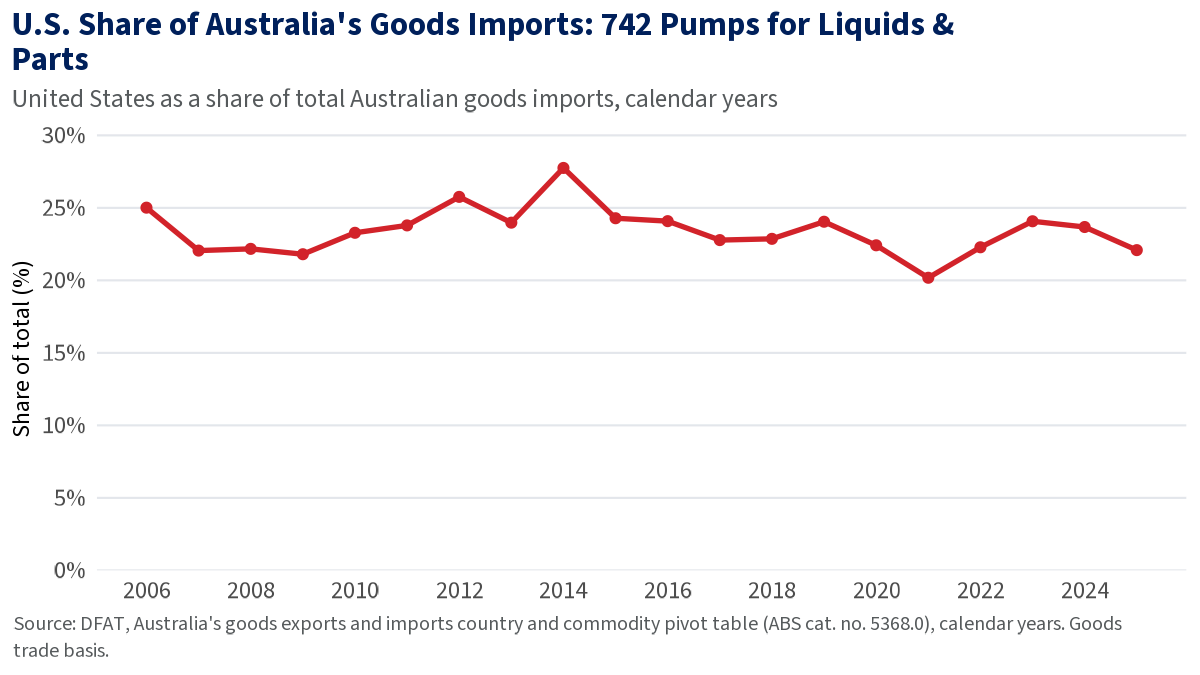 U.S. Share of Australia's Goods Imports: 742 Pumps for Liquids &
Parts
United States as a share of total Australian goods imports, calendar years
Share of total (%)
30%
25%
20%
15%
10%
5%
0%
2006 2008 2010 2012 2014 2016 2018 2020 2022 2024
Source: DFAT, Australia's goods exports and imports country and commodity pivot table (ABS cat. no. 5368.0), calendar years. Goods
trade basis.